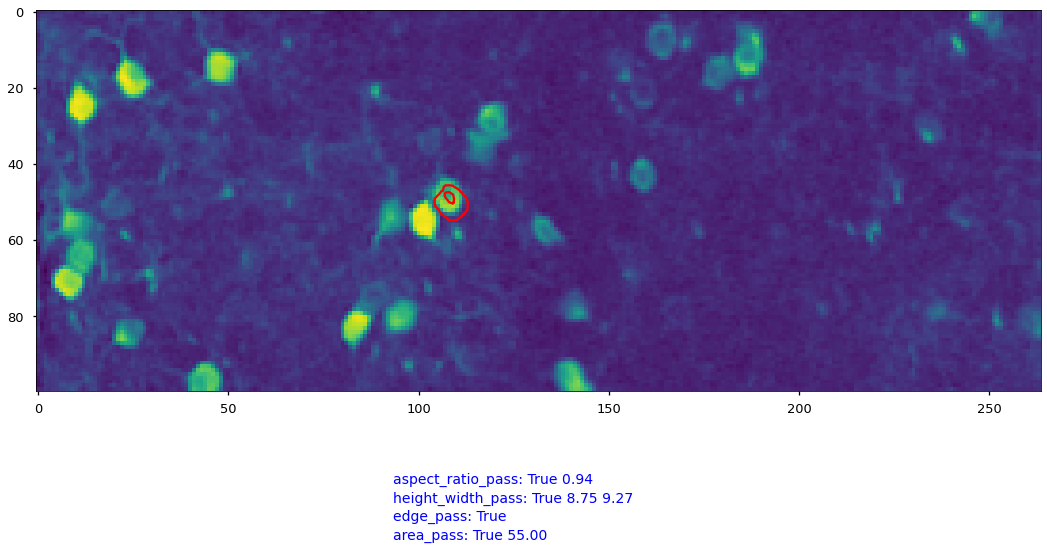 0
20
40
60
80
0 50 100 150 200 250
aspect_ratio_pass: True 0.94
height_width_pass: True 8.75 9.27
edge_pass: True
area_pass: True 55.00